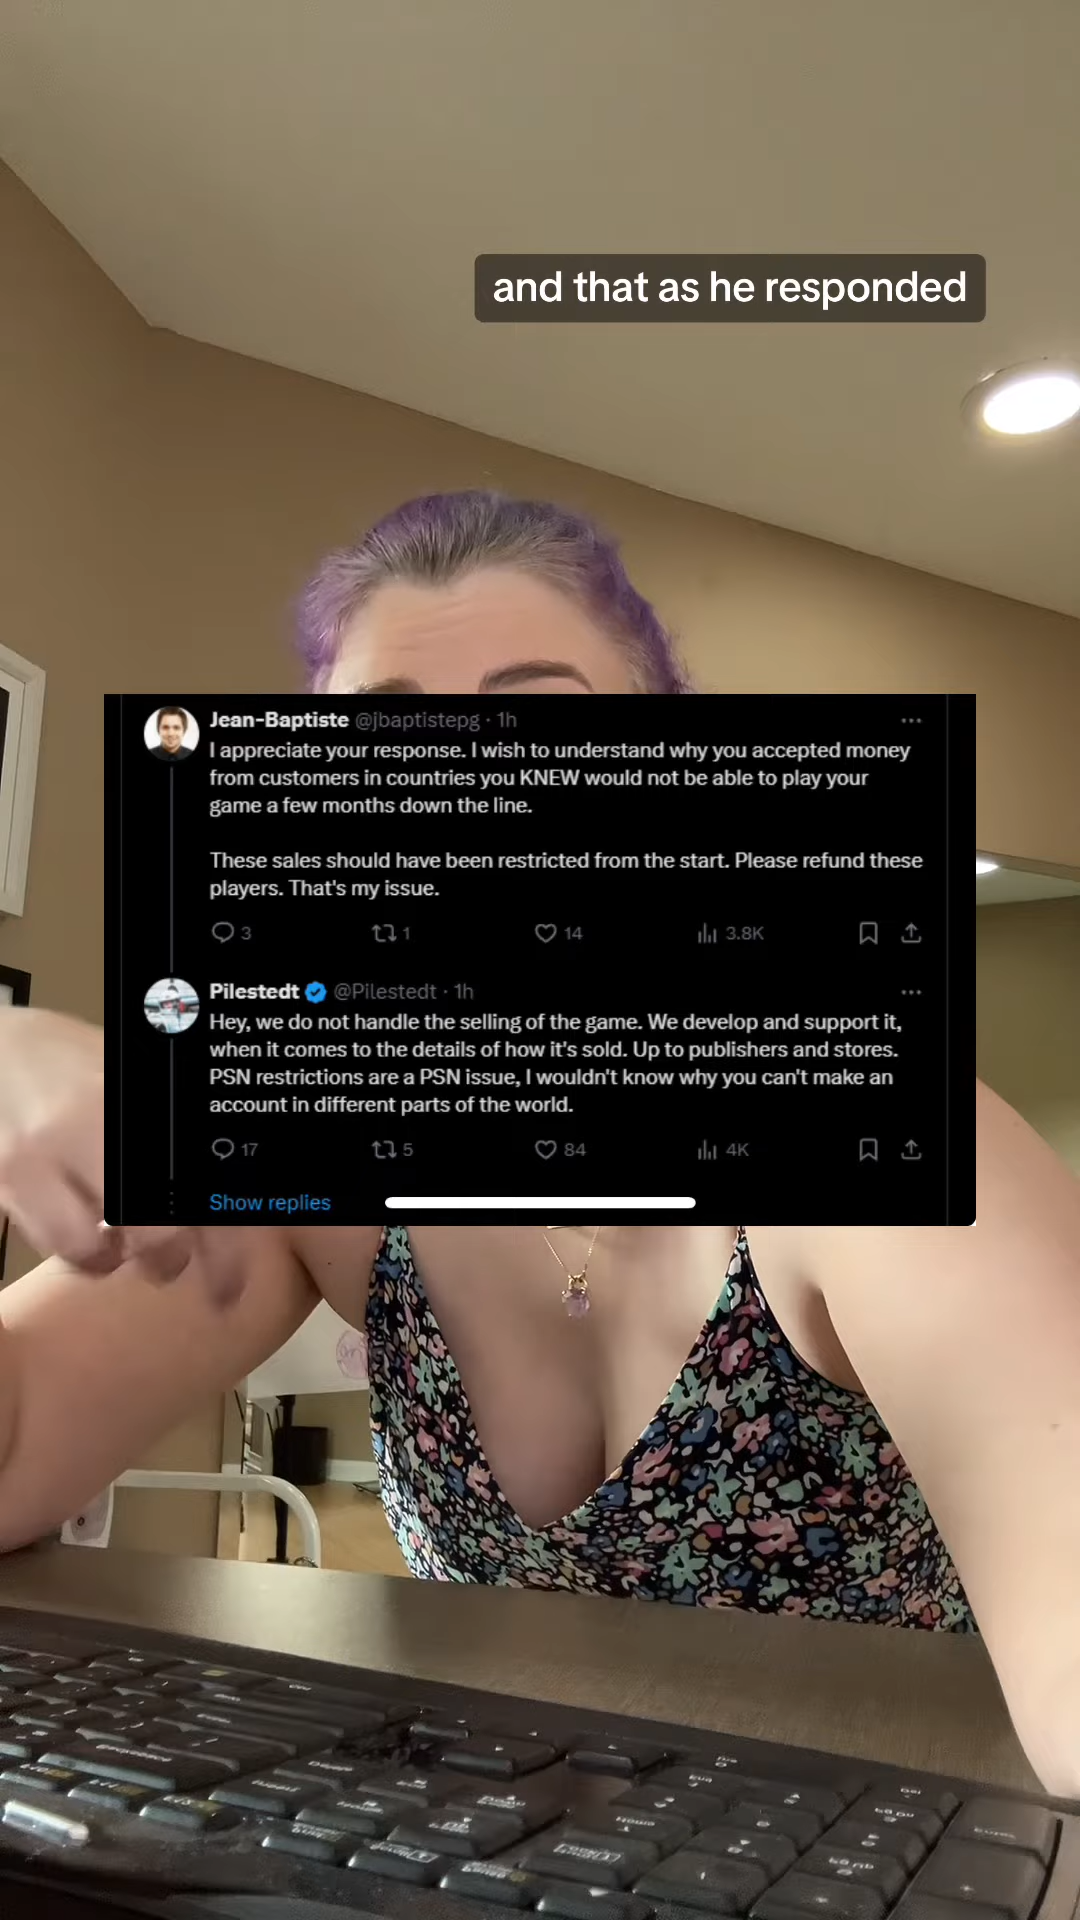 and that as he responded
Jean-Baptiste @jbaptistepg · 1h
I appreciate your response. I wish to understand why you accepted money
from customers in countries you KNEW would not be able to play your
game a few months down the line.
These sales should have been restricted from the start. Please refund these
players. That's my issue.
3 1 14 3.8K
Pilestedt @Pilestedt · 1h
Hey, we do not handle the selling of the game. We develop and support it,
when it comes to the details of how it's sold. Up to publishers and stores.
PSN restrictions are a PSN issue, I wouldn't know why you can't make an
account in different parts of the world.
17 5 84 4K
Show replies
Home